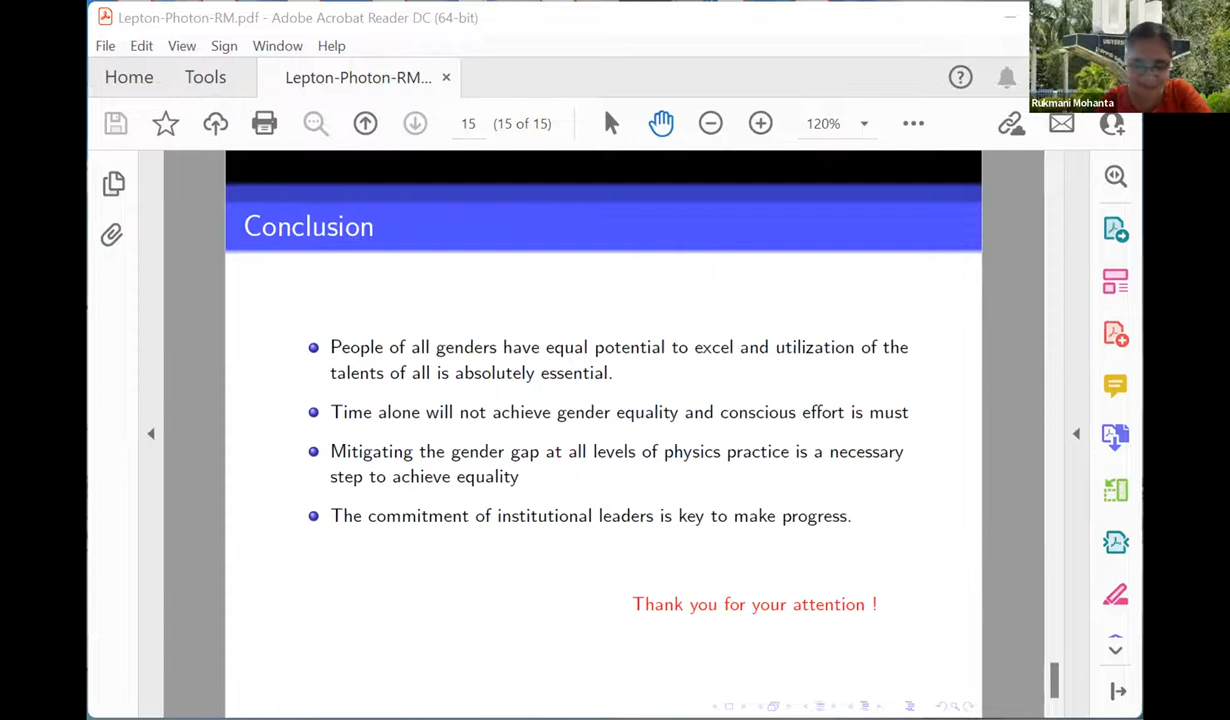 Lepton-Photon-RM.pdf - Adobe Acrobat Reader DC (64-bit)
File Edit View Sign Window Help
Home Tools Lepton-Photon-RM... ×
15 (15 of 15) 120%
Rukmani Mohanta
Conclusion
People of all genders have equal potential to excel and utilization of the
talents of all is absolutely essential.
Time alone will not achieve gender equality and conscious effort is must
Mitigating the gender gap at all levels of physics practice is a necessary
step to achieve equality
The commitment of institutional leaders is key to make progress.
Thank you for your attention !